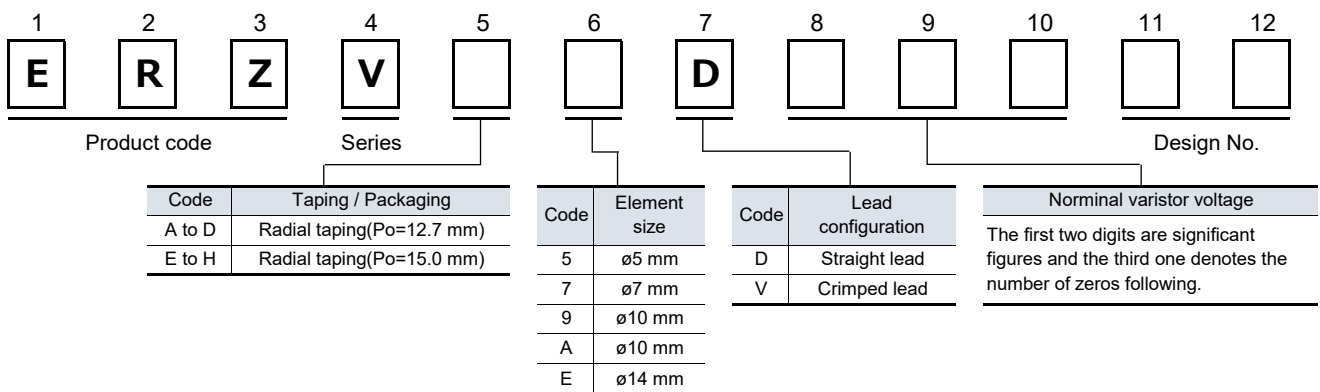 1 2 3 4 5 6 7 8 9 10 11 12
E R Z V D
Product code Series Design No.
Code Taping / Packaging
A to D Radial taping(Po=12.7 mm)
E to H Radial taping(Po=15.0 mm)
Code Element
size
5 ø5 mm
7 ø7 mm
9 ø10 mm
A ø10 mm
E ø14 mm
Code Lead
configuration
D Straight lead
V Crimped lead
Norminal varistor voltage
The first two digits are significant
figures and the third one denotes the
number of zeros following.